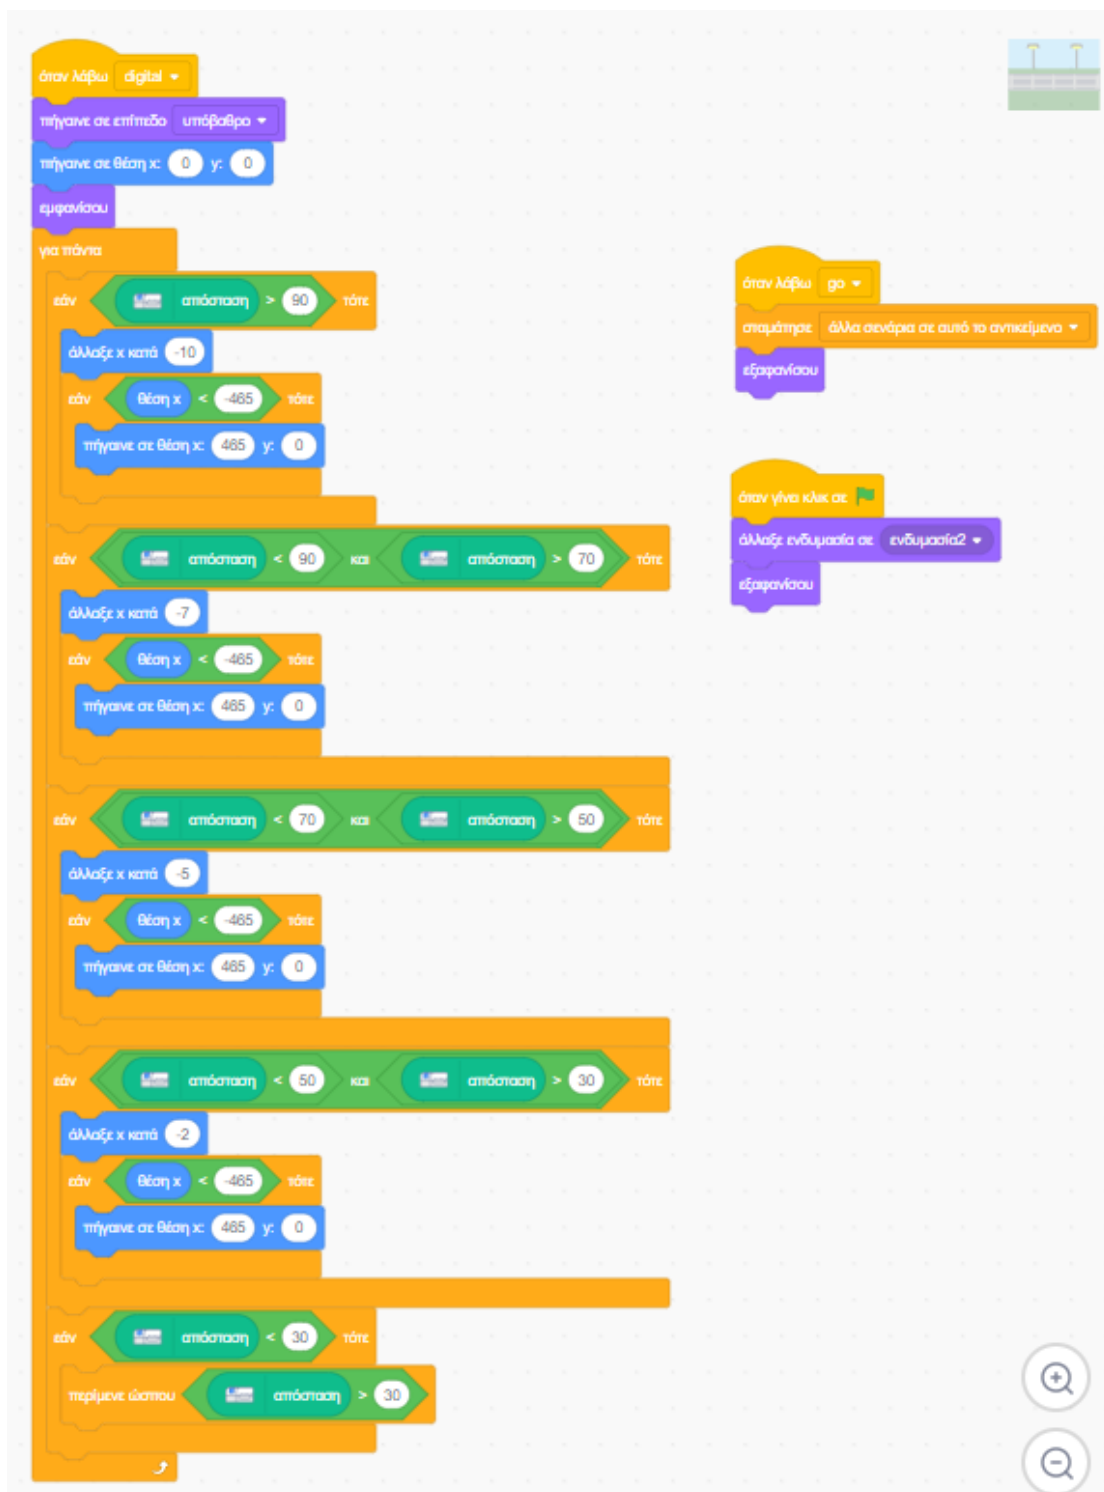 όταν λάβω digital
πήγαινε σε επίπεδο υπόβαθρο
πήγαινε σε θέση x: 0 y: 0
εμφανίσου
για πάντα
εάν απόσταση > 90 τότε
άλλαξε x κατά -10
εάν θέση x < -465 τότε
πήγαινε σε θέση x: 465 y: 0
εάν απόσταση < 90 και απόσταση > 70 τότε
άλλαξε x κατά -7
εάν θέση x < -465 τότε
πήγαινε σε θέση x: 465 y: 0
εάν απόσταση < 70 και απόσταση > 50 τότε
άλλαξε x κατά -5
εάν θέση x < -465 τότε
πήγαινε σε θέση x: 465 y: 0
εάν απόσταση < 50 και απόσταση > 30 τότε
άλλαξε x κατά -2
εάν θέση x < -465 τότε
πήγαινε σε θέση x: 465 y: 0
εάν απόσταση < 30 τότε
περίμενε ώσπου απόσταση > 30
όταν λάβω go
σταμάτησε άλλα σενάρια σε αυτό το αντικείμενο
εξαφανίσου
όταν γίνει κλικ σε
άλλαξε ενδυμασία σε ενδυμασία2
εξαφανίσου